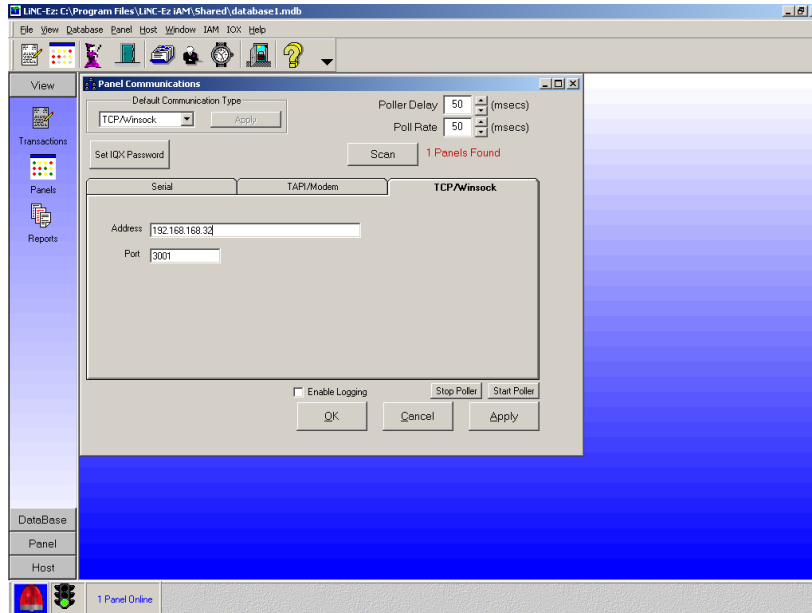 LiNC-Ez: C:\Program Files\LiNC-Ez iAM\Shared\database1.mdb
File View Database Panel Host Window IAM IOX Help
View
Transactions
Panels
Reports
DataBase
Panel
Host
Panel Communications
Default Communication Type
TCP/Winsock Apply
Poller Delay 50 (msecs)
Poll Rate 50 (msecs)
Set IQX Password
Scan 1 Panels Found
Serial TAPI/Modem TCP/Winsock
Address 192.168.168.32
Port 3001
Enable Logging Stop Poller Start Poller
OK Cancel Apply
1 Panel Online